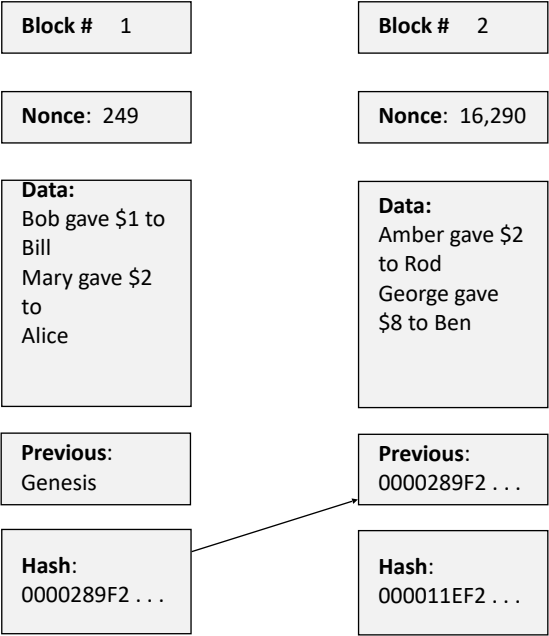 Block # 1
Nonce: 249
Data:
Bob gave $1 to
Bill
Mary gave $2
to
Alice
Previous:
Genesis
Hash:
0000289F2 . . .
Block # 2
Nonce: 16,290
Data:
Amber gave $2
to Rod
George gave
$8 to Ben
Previous:
0000289F2 . . .
Hash:
000011EF2 . . .